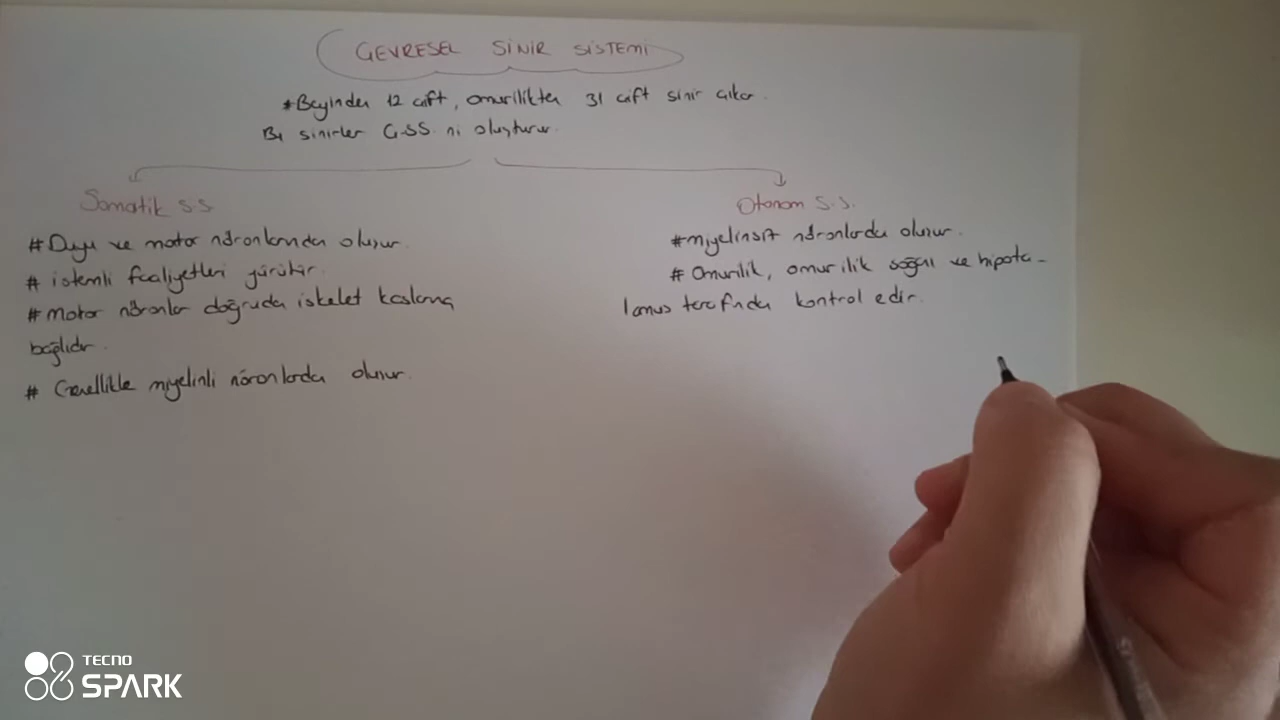 ÇEVRESEL SİNİR SİSTEMİ
*Beyinden 12 çift, omurilikten 31 çift sinir çıkar.
Bu sinirler Ç.S.S. ni oluşturur.
Somatik S.S.
Otonom S.S.
# Duyu ve motor nöronlarından oluşur.
# istemli faaliyetleri yürütür.
# Motor nöronlar doğrudan iskelet kaslarına
bağlıdır.
# Genellikle miyelinli nöronlardan oluşur.
# miyelinsiz nöronlardan oluşur.
# Omurilik, omurilik soğanı ve hipota-
lamus tarafından kontrol edilir.
TECNO
SPARK